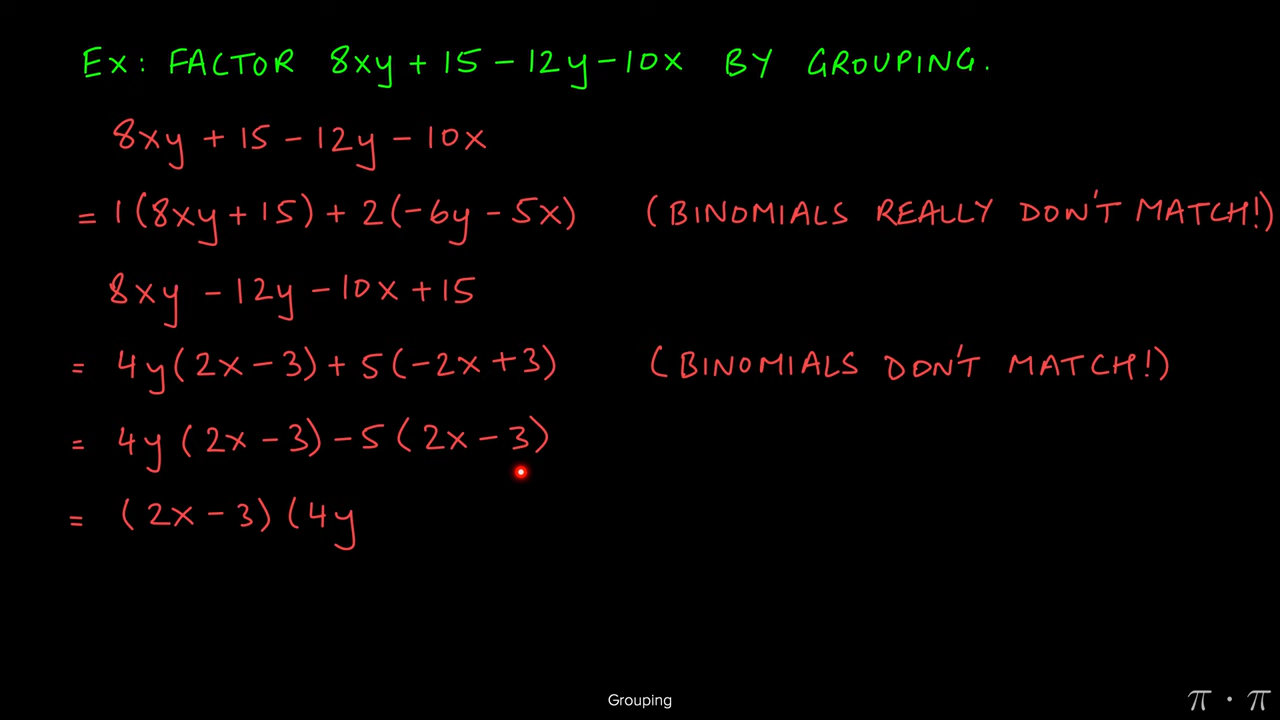 EX: FACTOR 8xy + 15 - 12y - 10x BY GROUPING.
8xy + 15 - 12y - 10x
= 1(8xy + 15) + 2(-6y - 5x) (BINOMIALS REALLY DON'T MATCH!)
8xy - 12y - 10x + 15
= 4y(2x - 3) + 5(-2x + 3) (BINOMIALS DON'T MATCH!)
= 4y(2x - 3) - 5(2x - 3)
= (2x - 3)(4y
Grouping
π · π